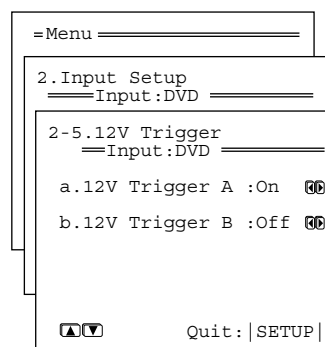 Menu
2.Input Setup
Input:DVD
2-5.12V Trigger
Input:DVD
a.12V Trigger A :On
b.12V Trigger B :Off
Quit:|SETUP|